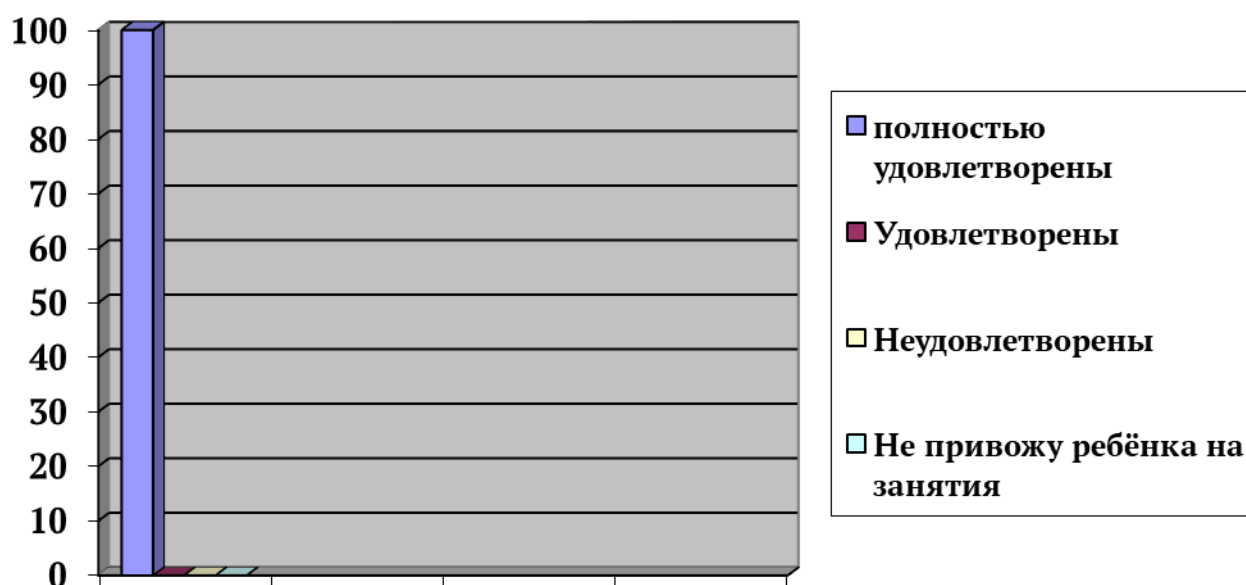 100
90
80
70
60
50
40
30
20
10
0
полностью
удовлетворены
Удовлетворены
Неудовлетворены
Не привожу ребёнка на
занятия